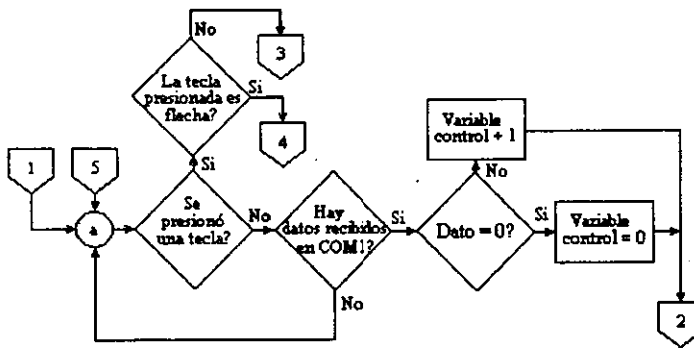 No
3
La tecla
presionada es
flecha?
Si
4
Si
1
5
a
Se
presionó
una tecla?
No
Hay
datos recibidos
en COM1?
Si
No
Variable
control + 1
No
Dato = 0?
Si
Variable
control = 0
2